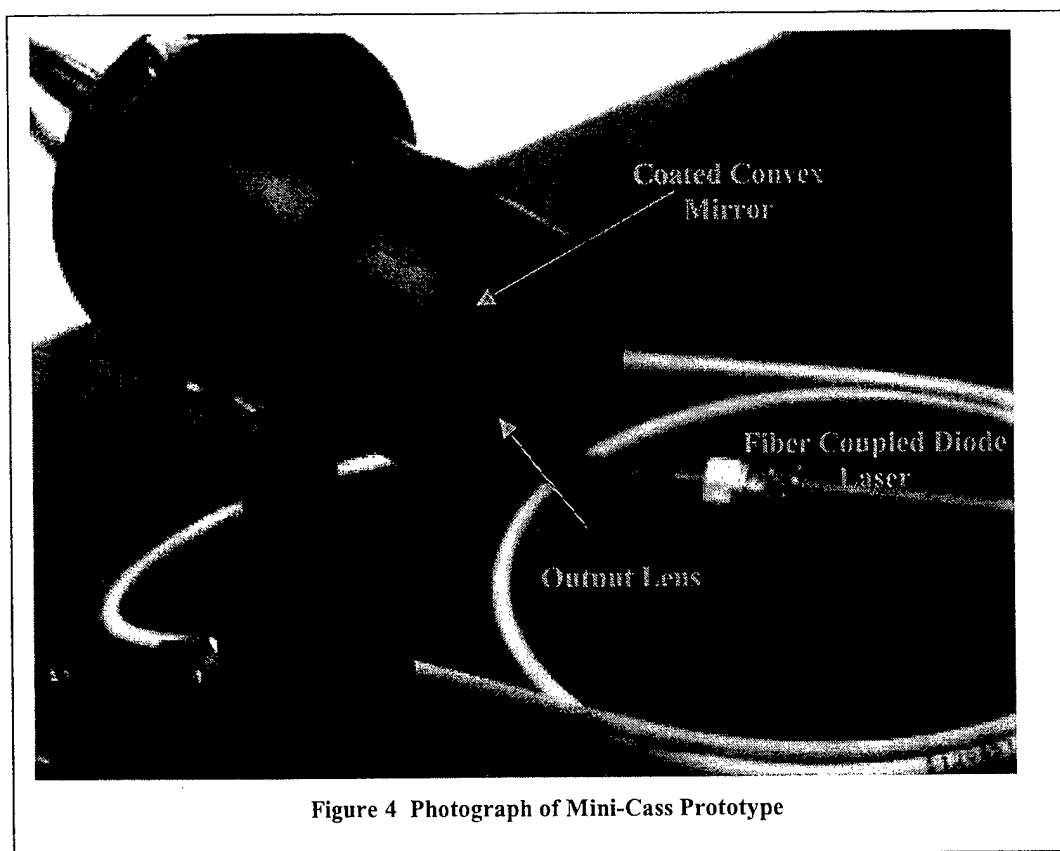 Coated Convex
Mirror
Fiber Coupled Diode
Laser
Output Lens
Figure 4 Photograph of Mini-Cass Prototype